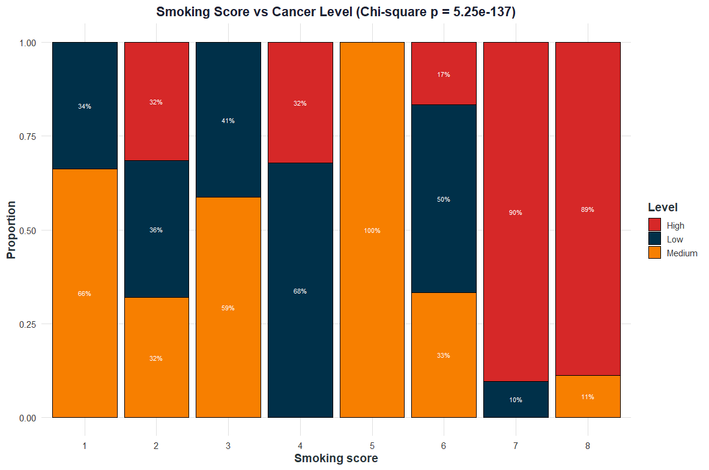 Smoking Score vs Cancer Level (Chi-square p = 5.25e-137)
Proportion
1.00
0.75
0.50
0.25
0.00
34%
66%
32%
36%
32%
41%
59%
32%
68%
100%
17%
50%
33%
90%
10%
89%
11%
1 2 3 4 5 6 7 8
Smoking score
Level
High
Low
Medium